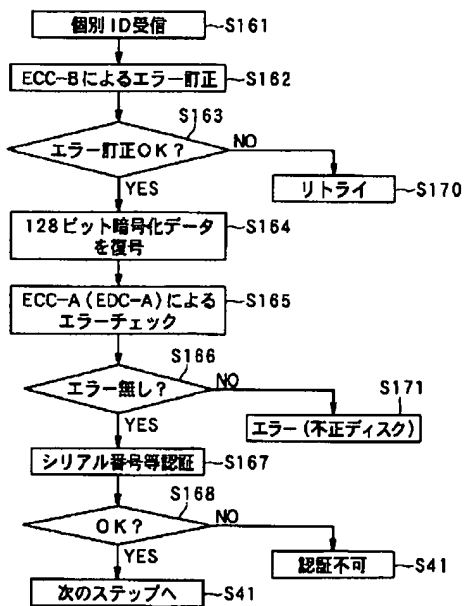 個別ID受信 S161
ECC-Bによるエラー訂正 S162
S163
エラー訂正OK? NO
YES
リトライ S170
128ビット暗号化データ
を復号 S164
ECC-A(EDC-A)による
エラーチェック S165
S166
エラー無し? NO
S171
YES
エラー(不正ディスク)
シリアル番号等認証 S167
S168
OK? NO
YES
認証不可 S41
次のステップへ S41